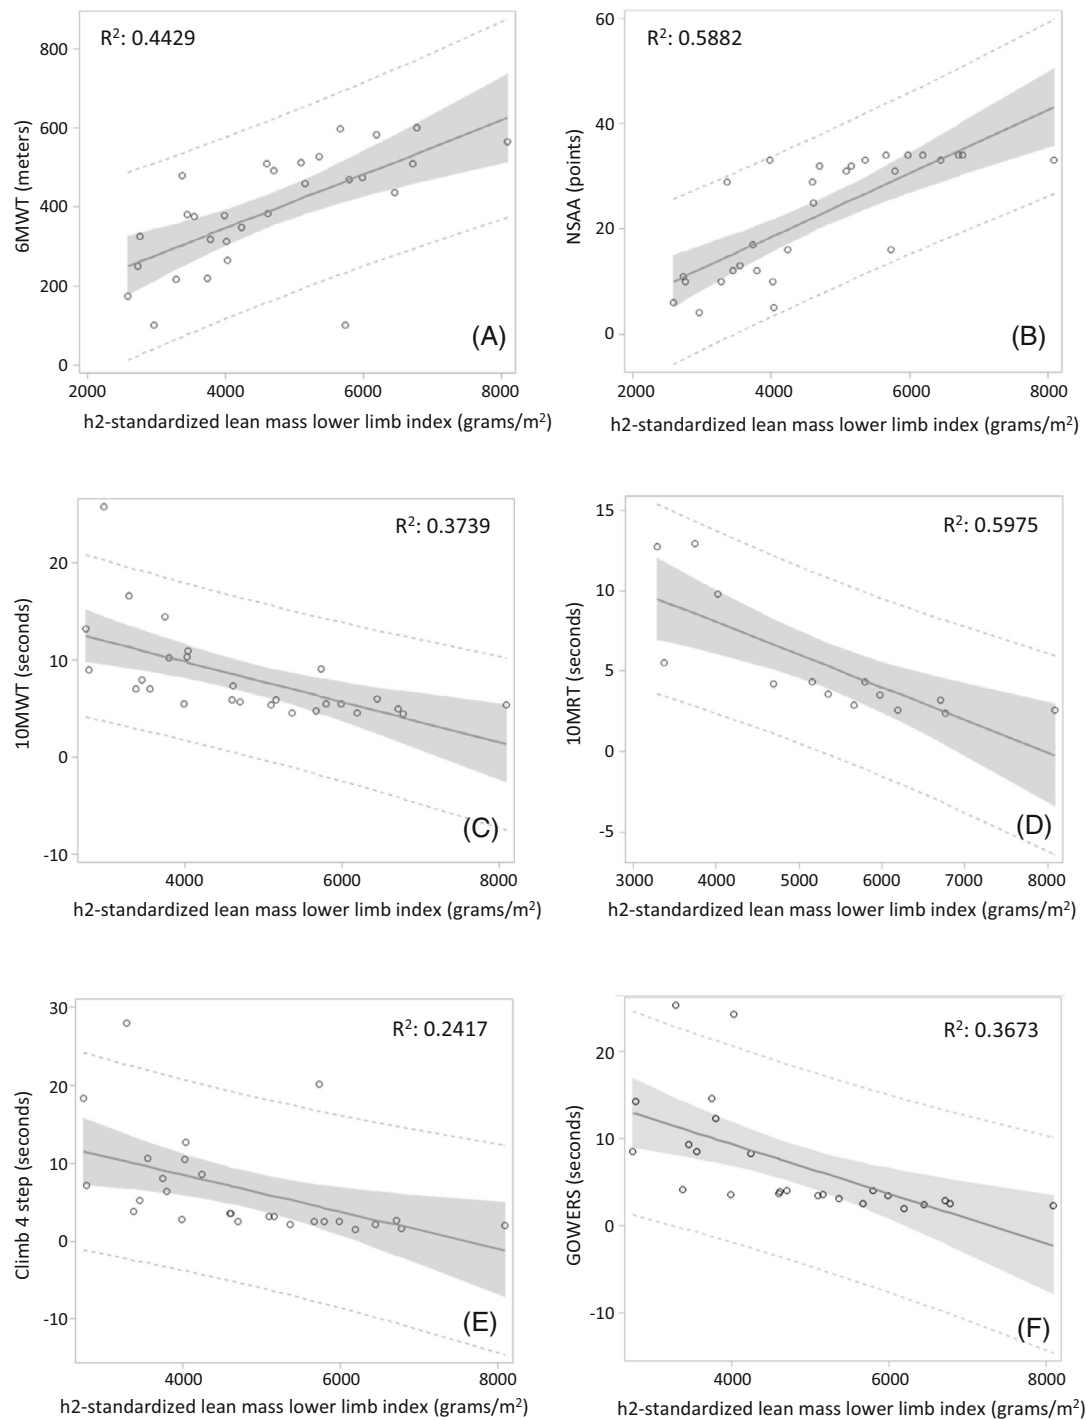 R²: 0.4429
800
600
400
200
0
6MWT (meters)
(A)
2000 4000 6000 8000
h2-standardized lean mass lower limb index (grams/m²)
R²: 0.5882
60
40
20
0
NSAA (points)
(B)
2000 4000 6000 8000
h2-standardized lean mass lower limb index (grams/m²)
R²: 0.3739
20
10
0
-10
10MWT (seconds)
(C)
4000 6000 8000
h2-standardized lean mass lower limb index (grams/m²)
R²: 0.5975
15
10
5
0
-5
10MRT (seconds)
(D)
3000 4000 5000 6000 7000 8000
h2-standardized lean mass lower limb index (grams/m²)
R²: 0.2417
30
20
10
0
-10
Climb 4 step (seconds)
(E)
4000 6000 8000
h2-standardized lean mass lower limb index (grams/m²)
R²: 0.3673
20
10
0
-10
GOWERS (seconds)
(F)
4000 6000 8000
h2-standardized lean mass lower limb index (grams/m²)